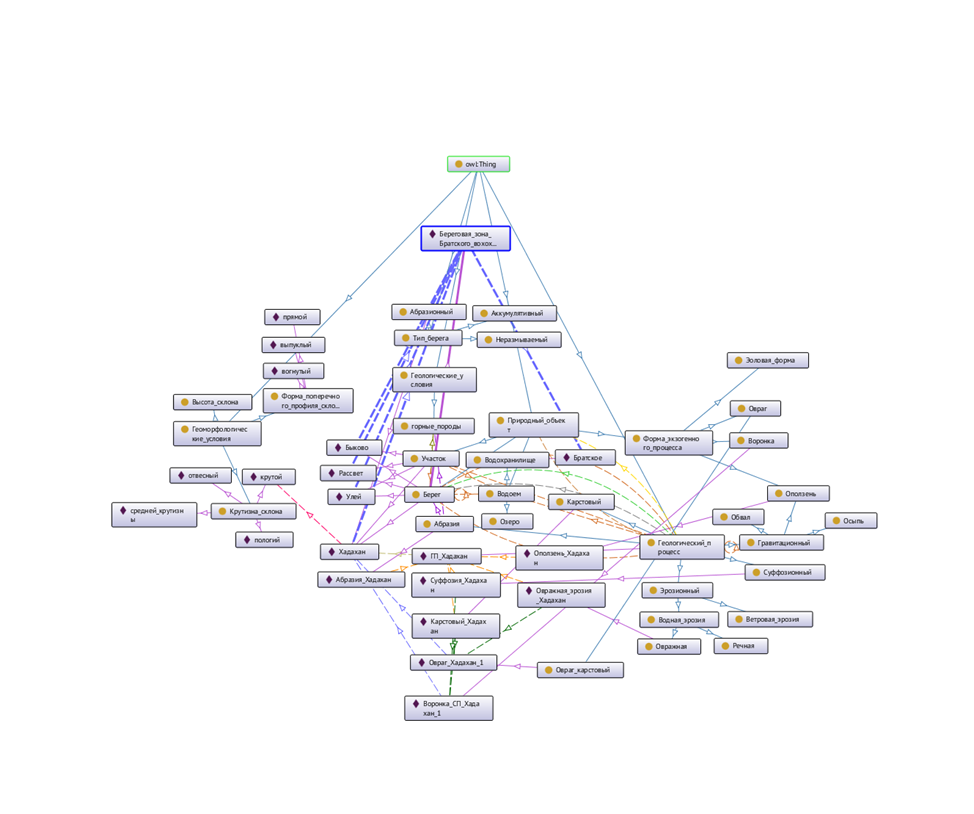 owl:Thing
Береговая_зона_
Братского_вохох...
Абразионный
Аккумулятивный
прямой
Тип_берега
Неразмываемый
выпуклый
Эоловая_форма
вогнутый
Геологические_у
словия
Высота_склона
Форма_поперечно
го_профиля_скло...
Овраг
Геоморфологичес
кие_условия
горные_породы
Природный_объек
т
Форма_экзогенно
го_процесса
Воронка
Быково
Участок
Водохранилище
Братское
отвесный
крутой
Рассвет
Улей
Берег
Водоем
Карстовый
Оползень
средней_крутизн
ы
Крутизна_склона
Абразия
Озеро
Обвал
Осыпь
пологий
Хадахан
ГП_Хадахан
Оползень_Хадаха
н
Геологический_п
роцесс
Гравитационный
Абразия_Хадахан
Суффозия_Хадаха
н
Суффозионный
Овражная_эрозия
_Хадахан
Эрозионный
Карстовый_Хадах
ан
Водная_эрозия
Ветровая_эрозия
Овражная
Речная
Овраг_Хадахан_1
Овраг_карстовый
Воронка_СП_Хада
хан_1